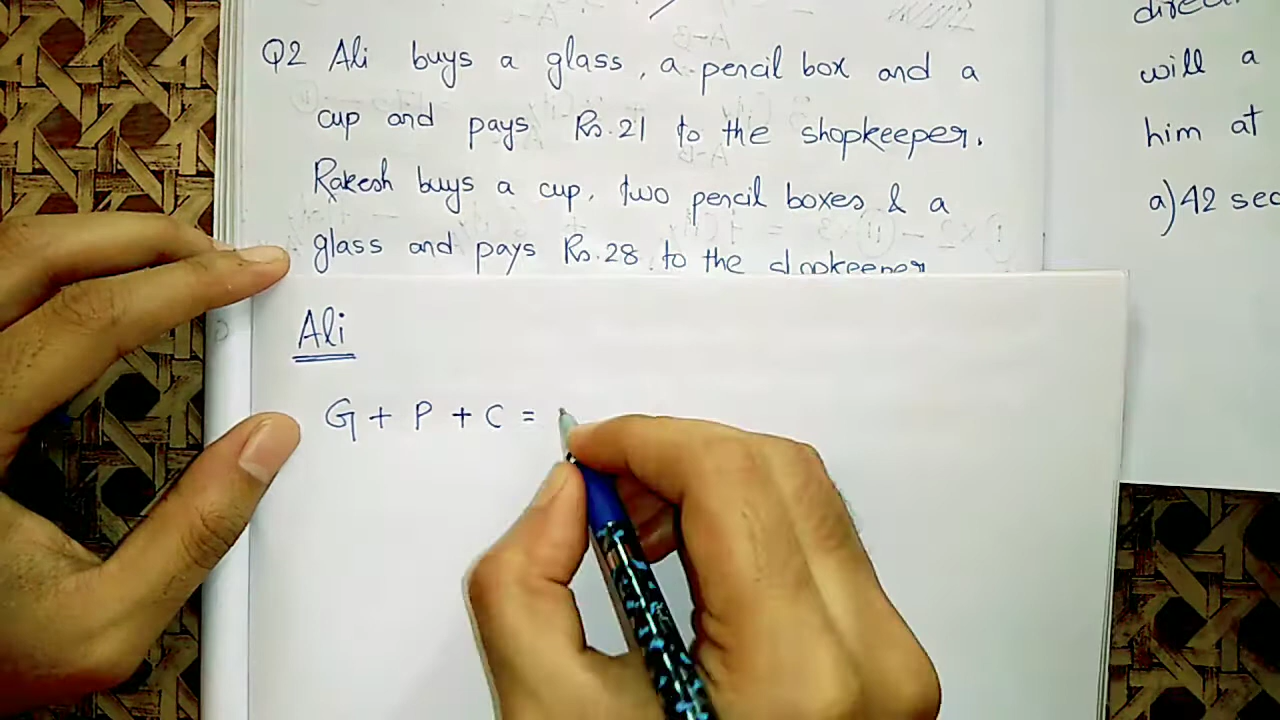 Q2 Ali buys a glass, a pencil box and a
cup and pays Rs. 21 to the shopkeeper.
Rakesh buys a cup, two pencil boxes & a
glass and pays Rs. 28 to the shopkeeper
Ali
G + P + C =
will a
him at
a) 42 sec